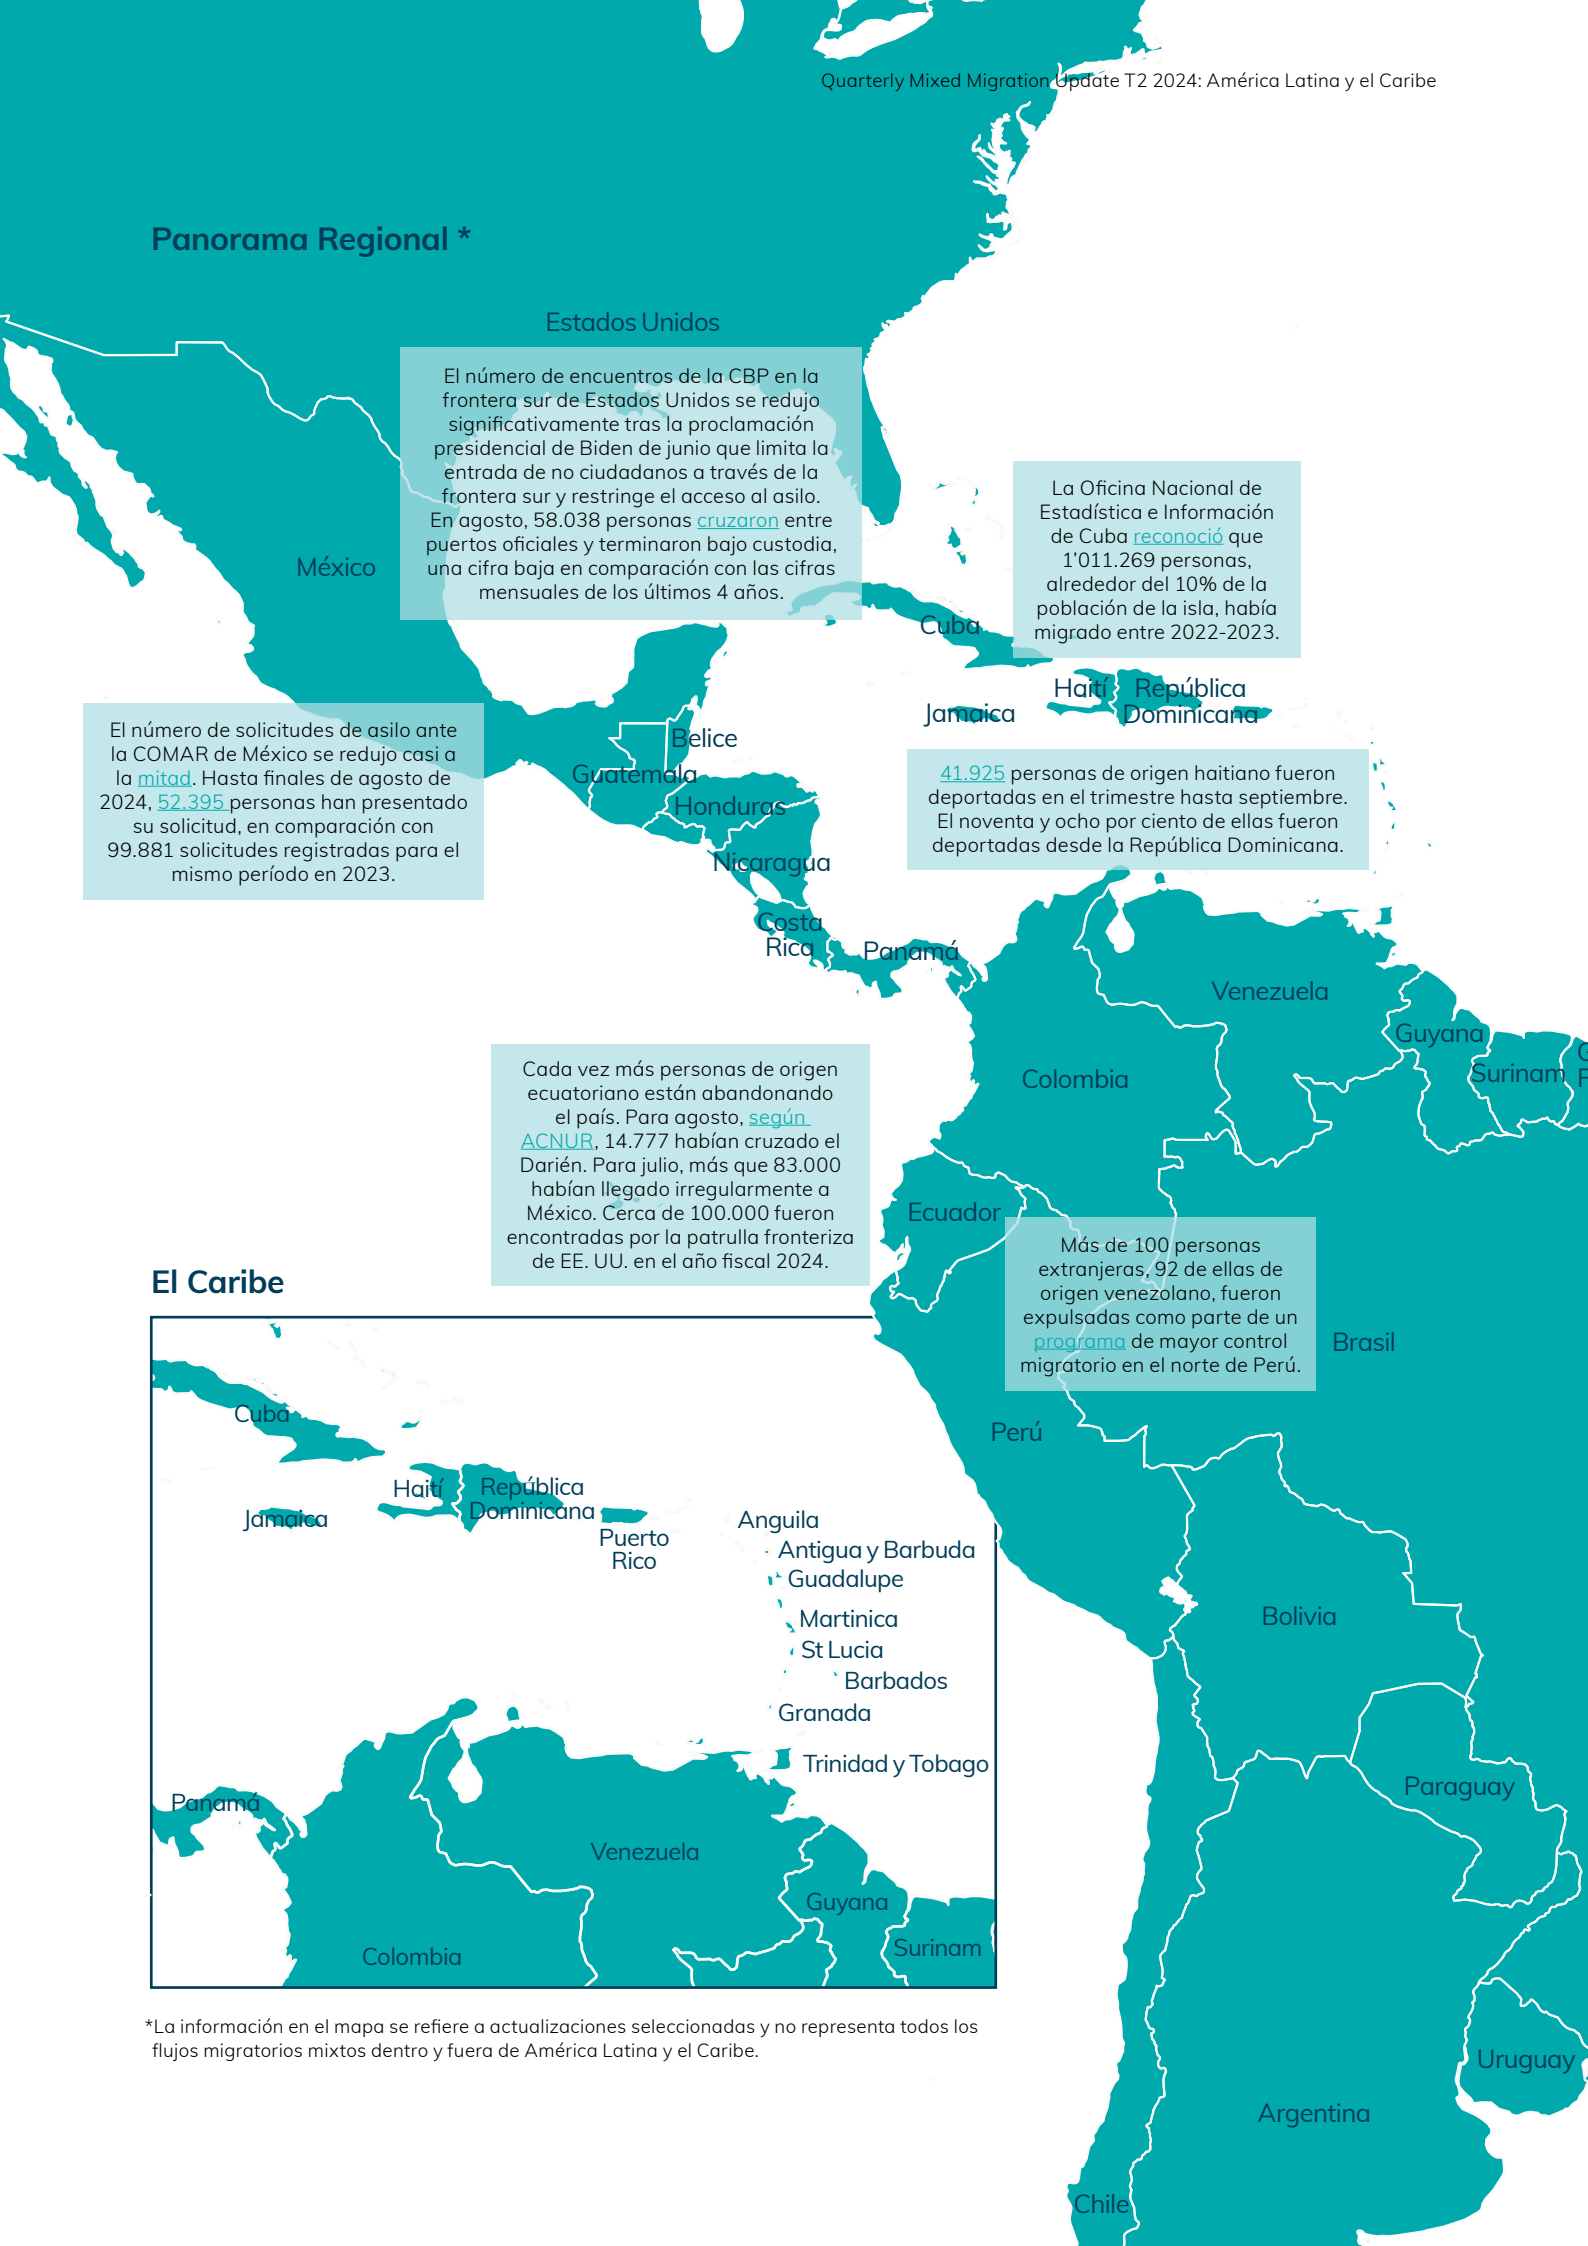 Quarterly Mixed Migration Update T2 2024: América Latina y el Caribe
Panorama Regional *
Estados Unidos
El número de encuentros de la CBP en la
frontera sur de Estados Unidos se redujo
significativamente tras la proclamación
presidencial de Biden de junio que limita la
entrada de no ciudadanos a través de la
frontera sur y restringe el acceso al asilo.
En agosto, 58.038 personas cruzaron entre
puertos oficiales y terminaron bajo custodia,
una cifra baja en comparación con las cifras
mensuales de los últimos 4 años.
La Oficina Nacional de
Estadística e Información
de Cuba reconoció que
1’011.269 personas,
alrededor del 10% de la
población de la isla, había
migrado entre 2022-2023.
México
Cuba
Haití
República
Dominicana
Jamaica
El número de solicitudes de asilo ante
la COMAR de México se redujo casi a
la mitad. Hasta finales de agosto de
2024, 52.395 personas han presentado
su solicitud, en comparación con
99.881 solicitudes registradas para el
mismo período en 2023.
Belice
Guatemala
Honduras
Nicaragua
Costa
Rica
Panamá
41.925 personas de origen haitiano fueron
deportadas en el trimestre hasta septiembre.
El noventa y ocho por ciento de ellas fueron
deportadas desde la República Dominicana.
Venezuela
Guyana
Surinam
G
F
Colombia
Cada vez más personas de origen
ecuatoriano están abandonando
el país. Para agosto, según
ACNUR, 14.777 habían cruzado el
Darién. Para julio, más que 83.000
habían llegado irregularmente a
México. Cerca de 100.000 fueron
encontradas por la patrulla fronteriza
de EE. UU. en el año fiscal 2024.
Ecuador
Más de 100 personas
extranjeras, 92 de ellas de
origen venezolano, fueron
expulsadas como parte de un
programa de mayor control
migratorio en el norte de Perú.
Brasil
Perú
Bolivia
Paraguay
Uruguay
Argentina
Chile
El Caribe
Cuba
Haití
República
Dominicana
Jamaica
Puerto
Rico
Anguila
Antigua y Barbuda
Guadalupe
Martinica
St Lucia
Barbados
Granada
Trinidad y Tobago
Panamá
Venezuela
Guyana
Surinam
Colombia
*La información en el mapa se refiere a actualizaciones seleccionadas y no representa todos los
flujos migratorios mixtos dentro y fuera de América Latina y el Caribe.